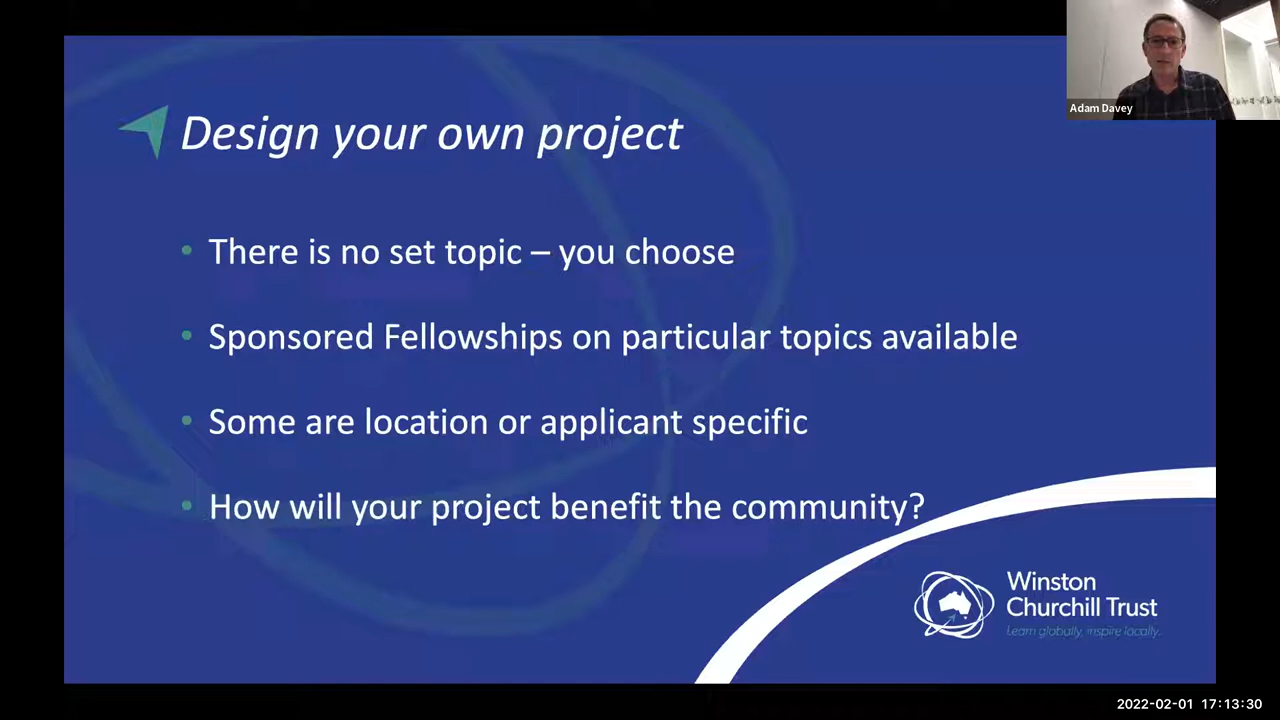 Adam Davey
Design your own project
• There is no set topic – you choose
• Sponsored Fellowships on particular topics available
• Some are location or applicant specific
• How will your project benefit the community?
Winston
Churchill Trust
Learn globally, inspire locally.
2022-02-01 17:13:30